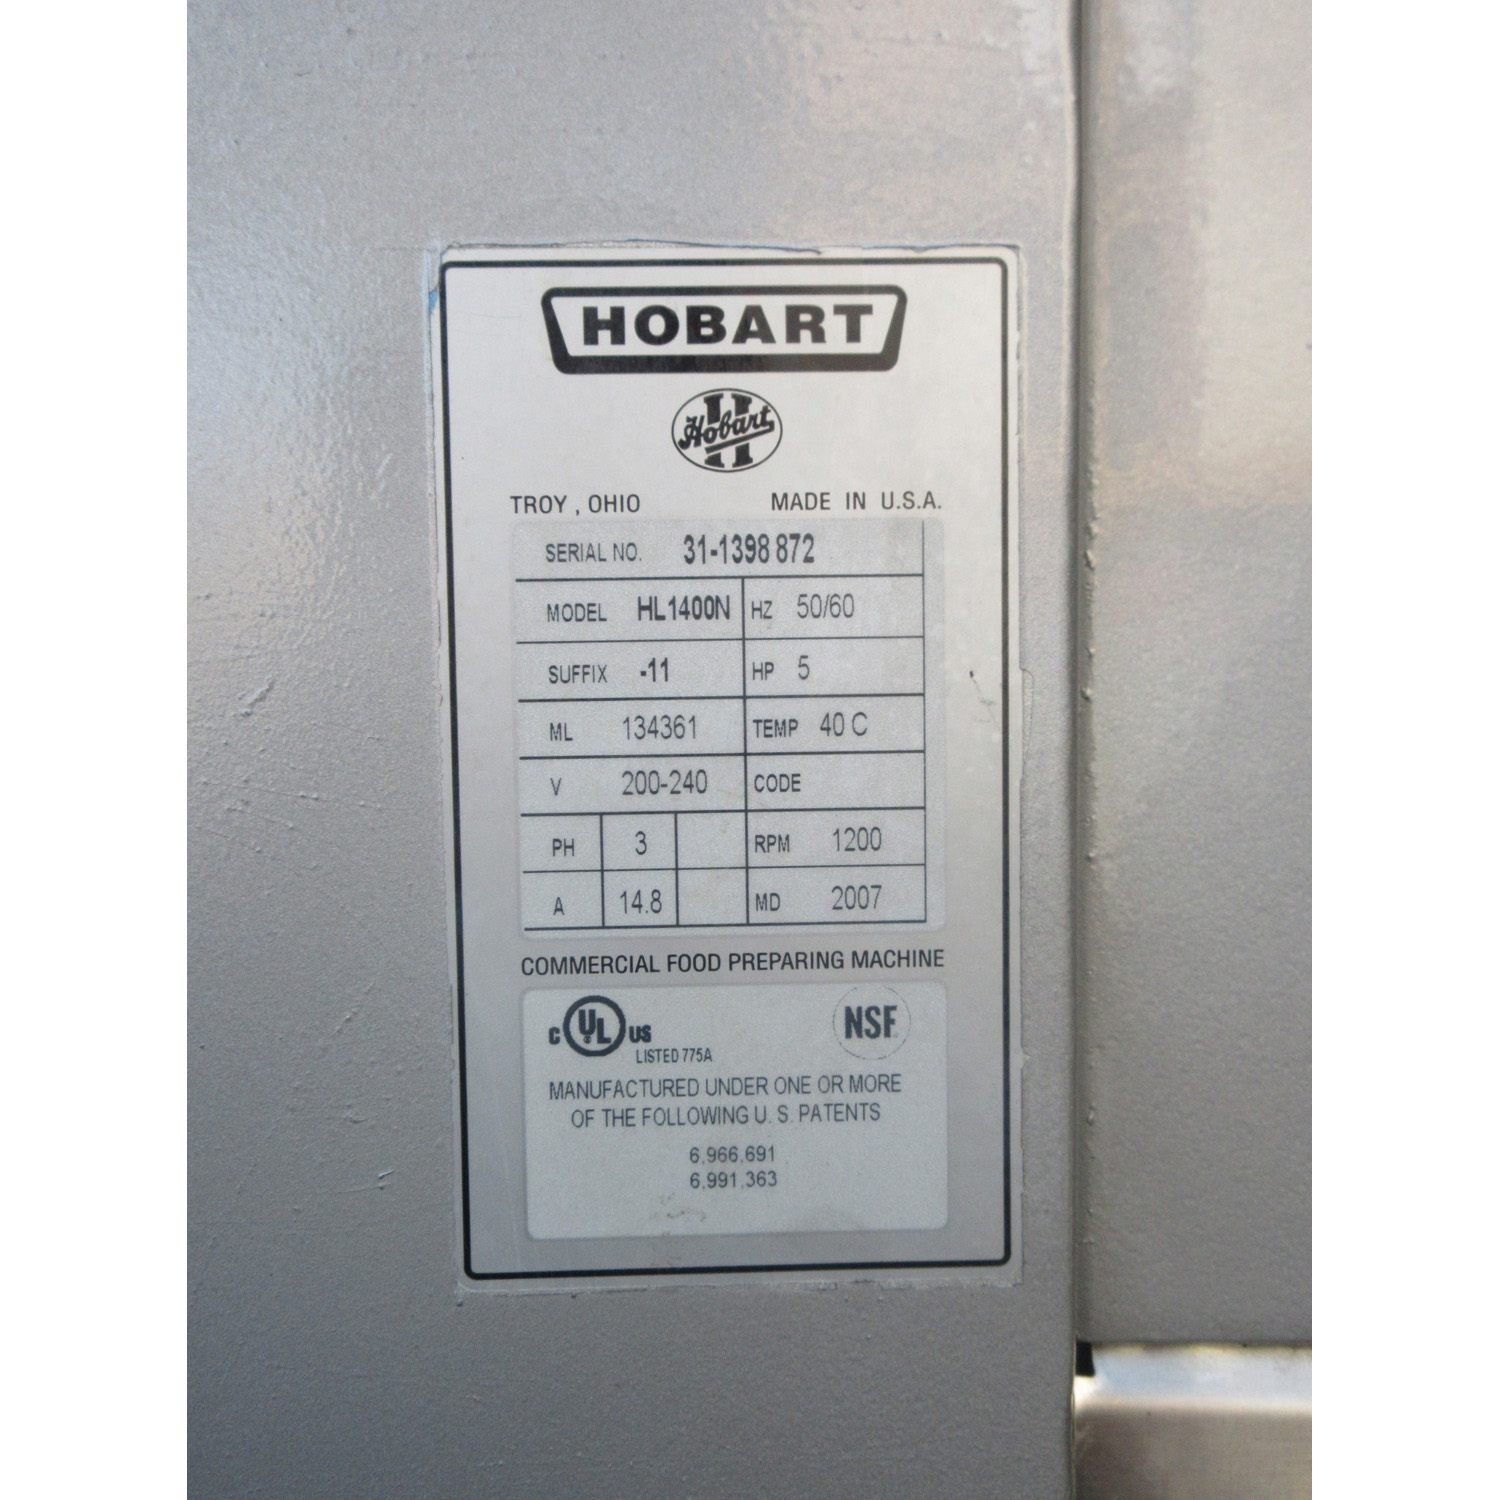 HOBART
Hobart
TROY, OHIO MADE IN U.S.A.
SERIAL NO. 31-1398 872
MODEL HL1400N HZ 50/60
SUFFIX -11 HP 5
ML 134361 TEMP 40 C
V 200-240 CODE
PH 3 RPM 1200
A 14.8 MD 2007
COMMERCIAL FOOD PREPARING MACHINE
C UL US NSF
LISTED 775A
MANUFACTURED UNDER ONE OR MORE
OF THE FOLLOWING U. S. PATENTS
6,966,691
6,991,363